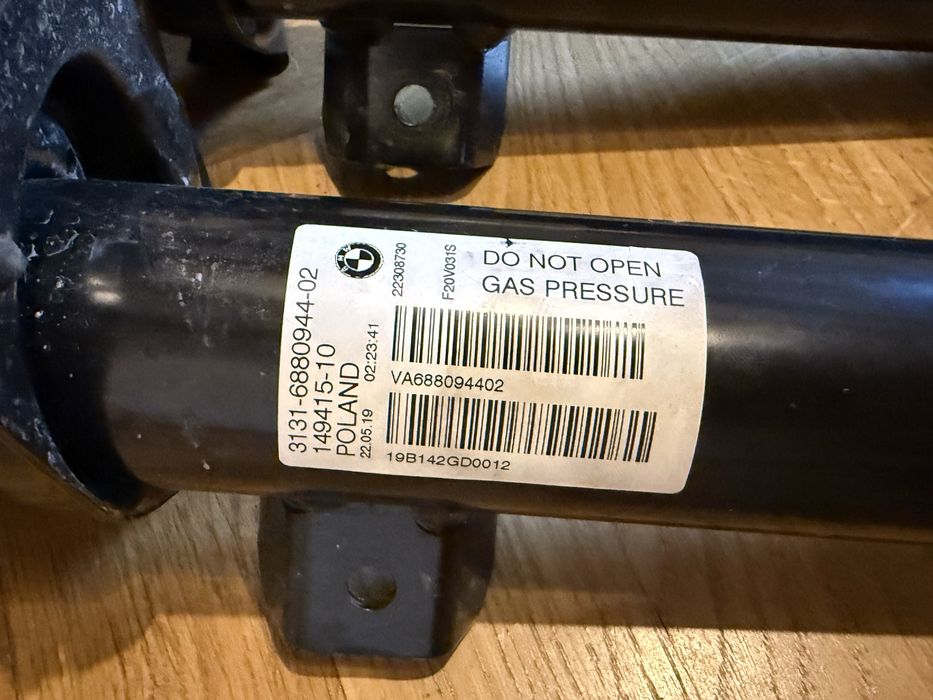 3131-6880944-02
149415-10
POLAND
22.05.19 02:23:41
BMW
22308730
F20V031S
DO NOT OPEN
GAS PRESSURE
VA688094402
19B142GD0012